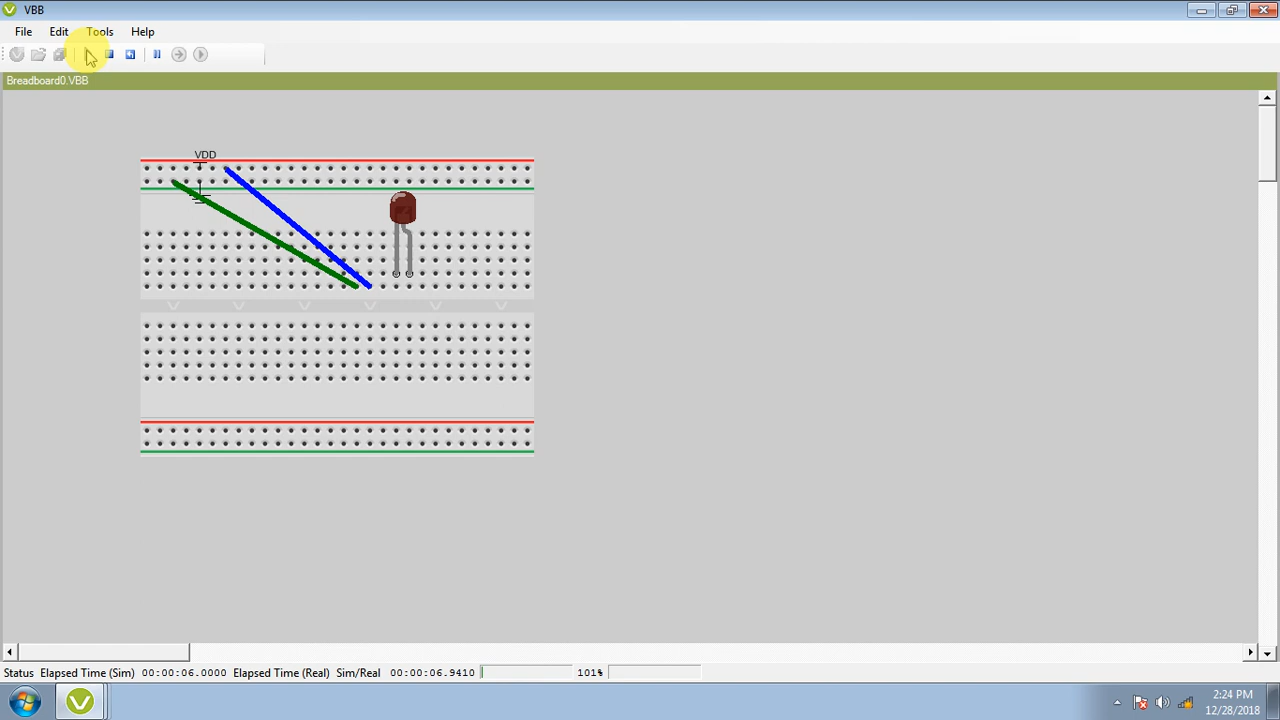 VBB
File Edit Tools Help
Breadboard0.VBB
VDD
Status Elapsed Time (Sim) 00:00:06.0000 Elapsed Time (Real) Sim/Real 00:00:06.9410 101%
2:24 PM
12/28/2018